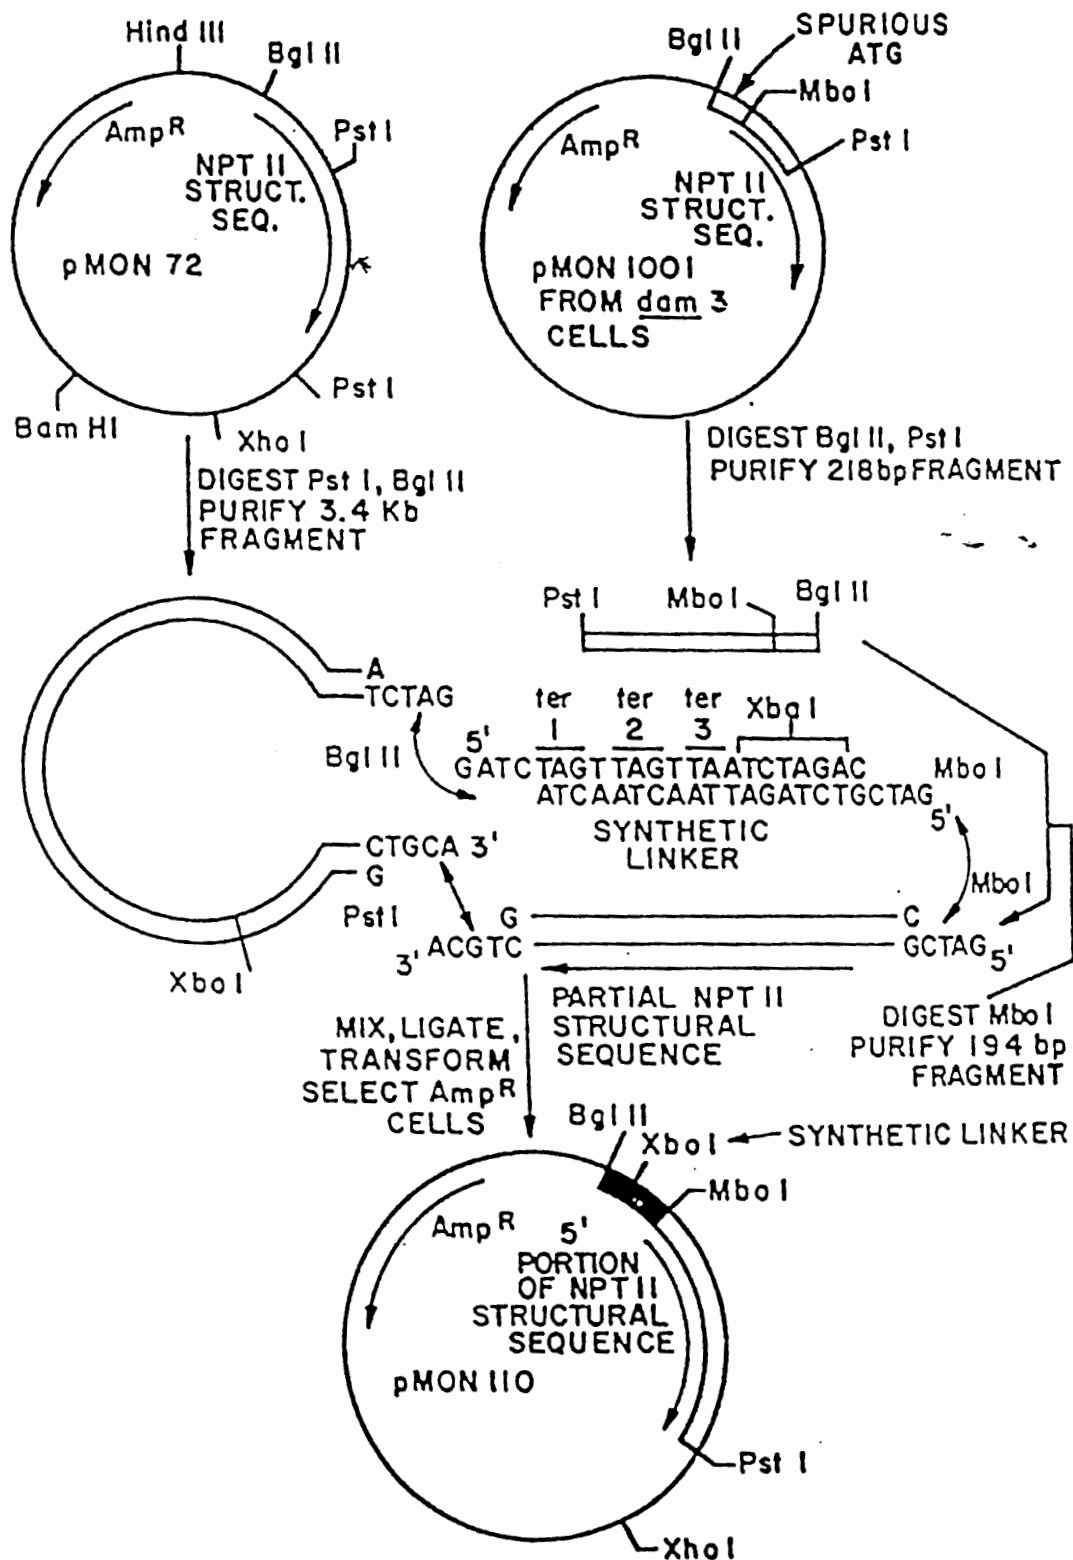 Hind III
Bgl II
Pst I
Amp R
NPT II
STRUCT.
SEQ.
pMON 72
Pst I
Bam HI
Xho I
Bgl II
SPURIOUS
ATG
Mbo I
Pst I
Amp R
NPT II
STRUCT.
SEQ.
pMON 1001
FROM dam 3
CELLS
DIGEST Pst I, Bgl II
PURIFY 3.4 Kb
FRAGMENT
DIGEST Bgl II, Pst I
PURIFY 218bp FRAGMENT
Pst I
Mbo I
Bgl II
A
TCTAG
Bgl II
ter
1
ter
2
ter
3
Xba I
5'
GATCTAGTTAGTTAATCTAGAC
ATCAATCAATTAGATCTGCTAG
Mbo I
5'
SYNTHETIC
LINKER
CTGCA 3'
G
Pst I
Xbo I
G
3' ACGTC
C
GCTAG 5'
Mbo I
PARTIAL NPT II
STRUCTURAL
SEQUENCE
DIGEST Mbo I
PURIFY 194 bp
FRAGMENT
MIX, LIGATE,
TRANSFORM
SELECT Amp R
CELLS
Bgl II
Xbo I
SYNTHETIC LINKER
Mbo I
Amp R
5'
PORTION
OF NPT II
STRUCTURAL
SEQUENCE
pMON 110
Pst I
Xho I